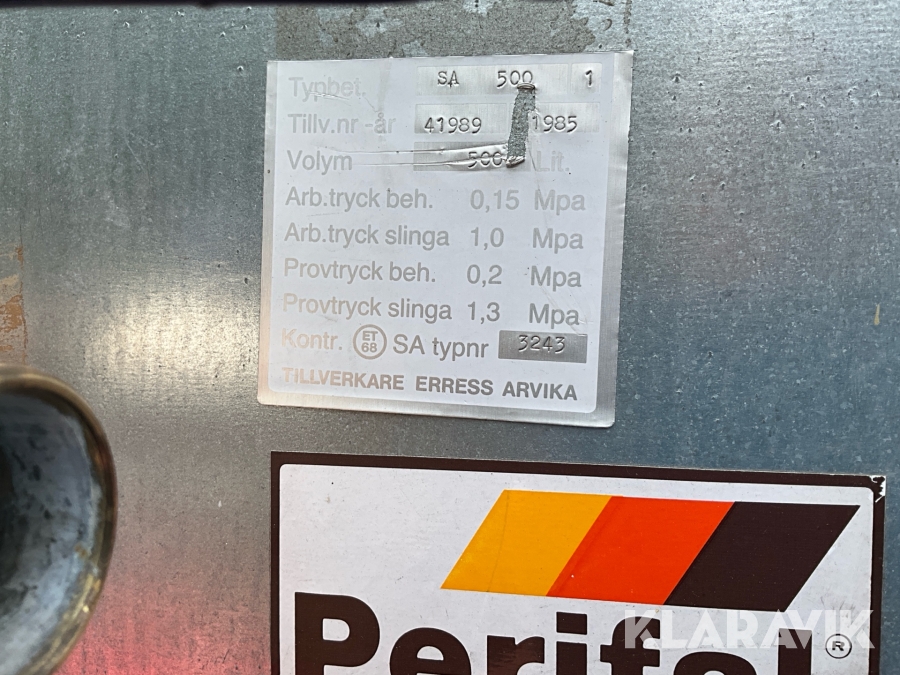 Typbet. SA 500 1
Tillv.nr -år 41989 1985
Volym 500 Lit.
Arb.tryck beh. 0,15 Mpa
Arb.tryck slinga 1,0 Mpa
Provtryck beh. 0,2 Mpa
Provtryck slinga 1,3 Mpa
Kontr. ET 68 SA typnr 3243
TILLVERKARE ERRESS ARVIKA
Perifal ®
KLARAVIK